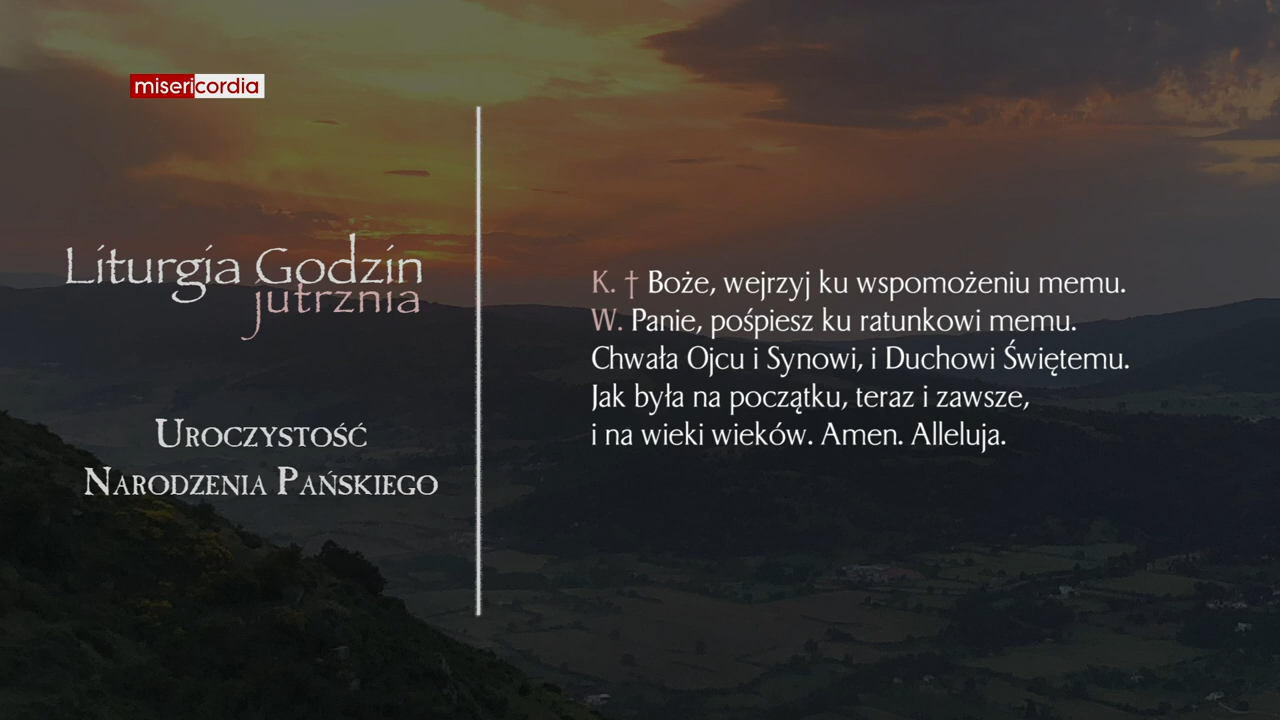 misericordia
Liturgia Godzin
jutrznia
Uroczystość
Narodzenia Pańskiego
K. † Boże, wejrzyj ku wspomożeniu memu.
W. Panie, pośpiesz ku ratunkowi memu.
Chwała Ojcu i Synowi, i Duchowi Świętemu.
Jak była na początku, teraz i zawsze,
i na wieki wieków. Amen. Alleluja.